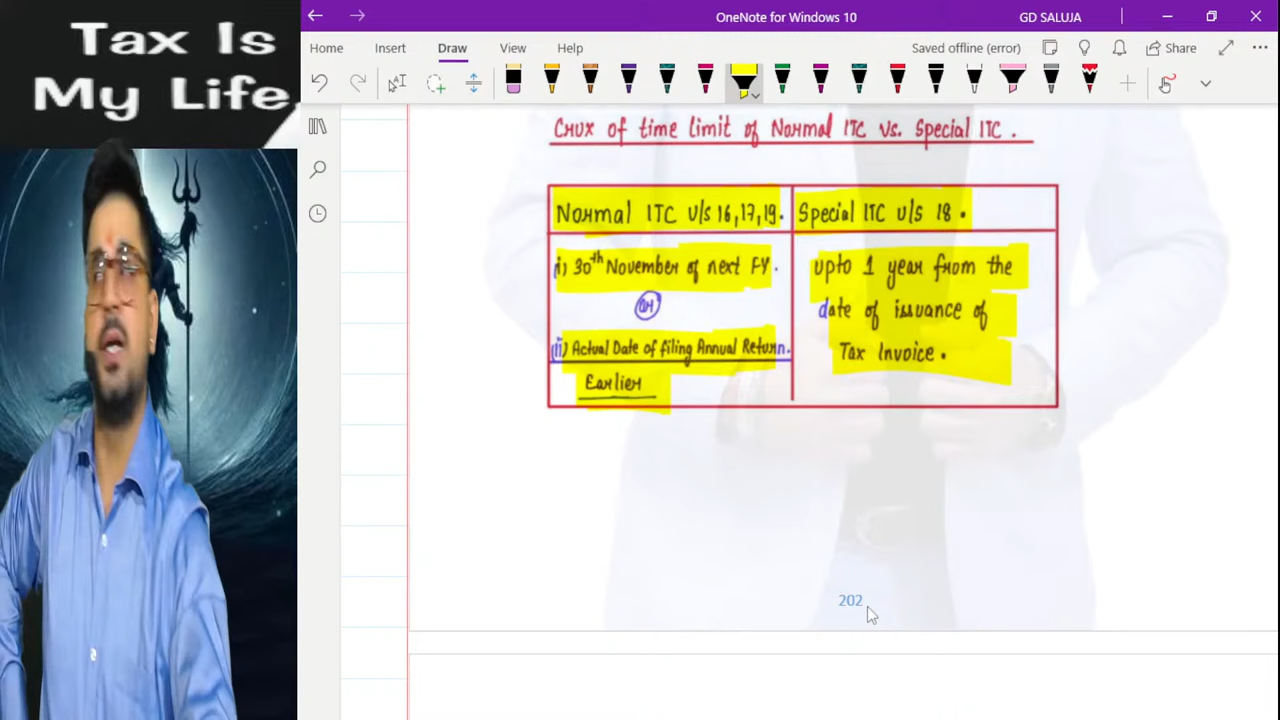 Tax Is
My Life
OneNote for Windows 10
GD SALUJA
Home Insert Draw View Help
Saved offline (error)
Share
Crux of time limit of Normal ITC Vs. Special ITC.
Normal ITC U/s 16,17,19.
Special ITC U/s 18.
(i) 30th November of next FY.
or
(ii) Actual Date of filing Annual Return.
Earlier
upto 1 year from the
date of issuance of
Tax Invoice.
202